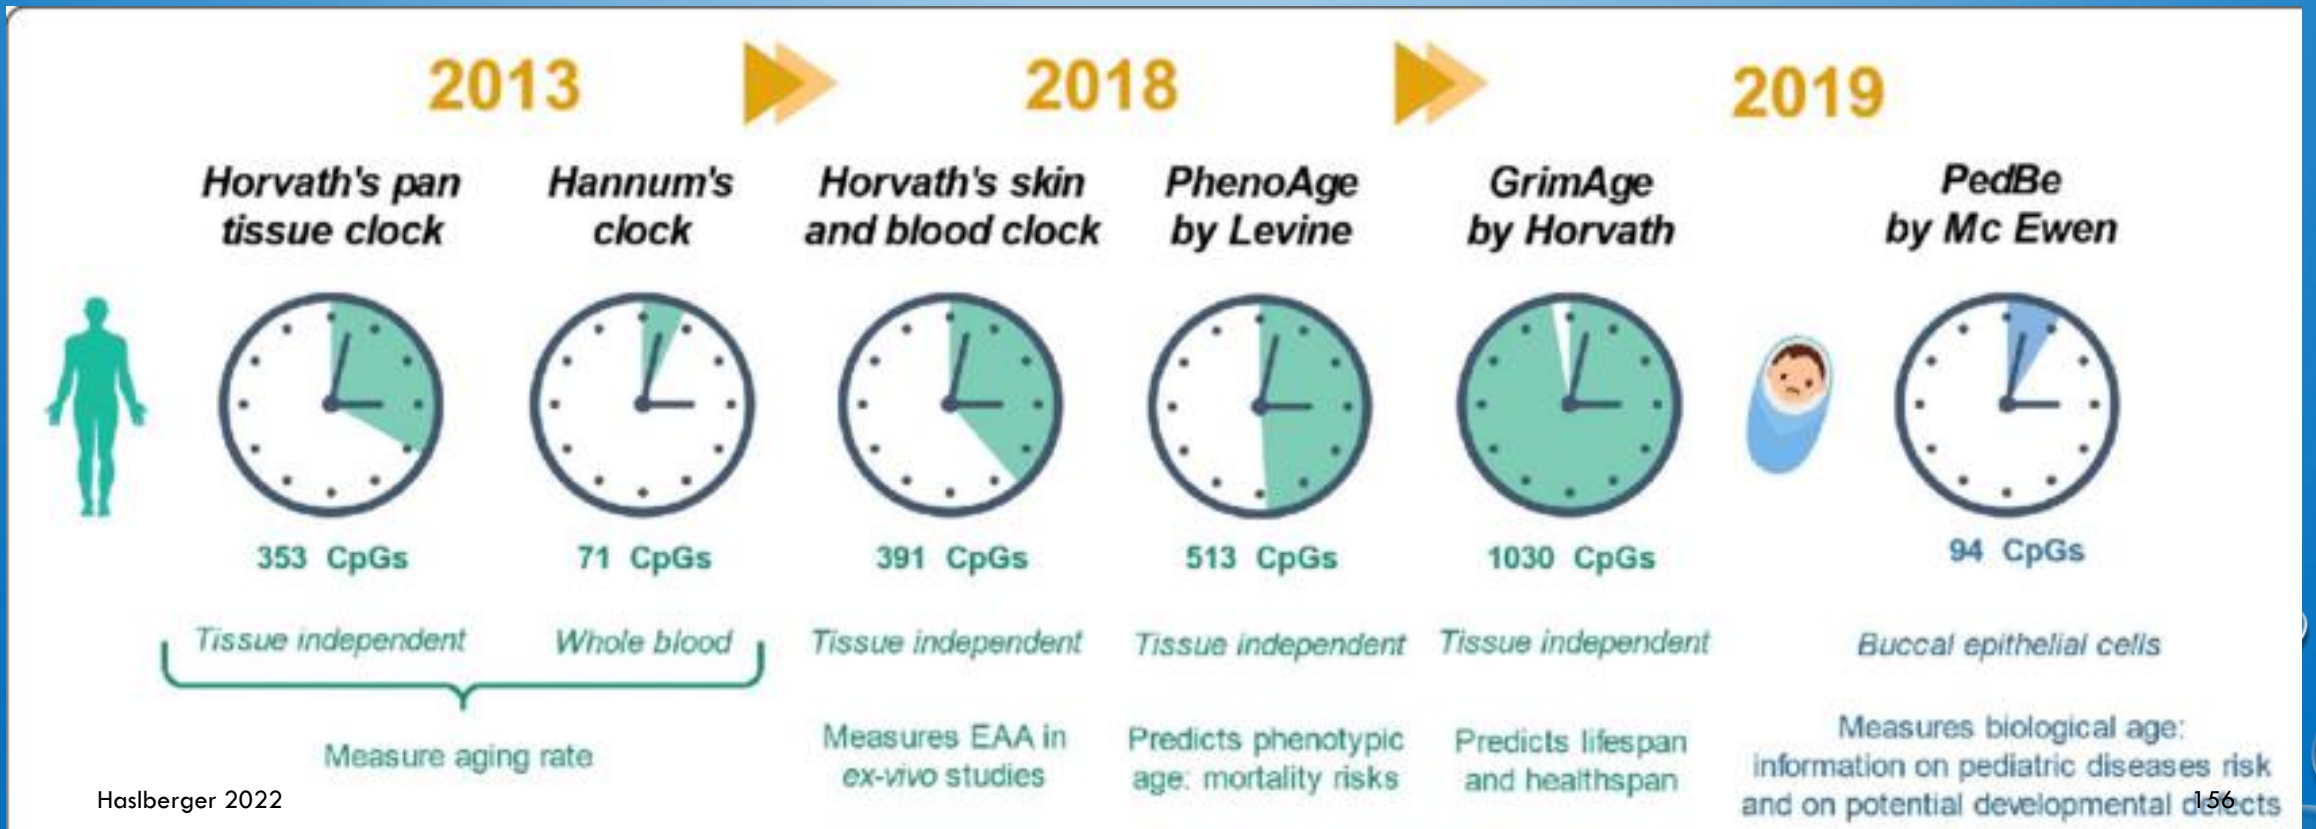 2013
2018
2019
Horvath's pan
tissue clock
Hannum's
clock
Horvath's skin
and blood clock
PhenoAge
by Levine
GrimAge
by Horvath
PedBe
by Mc Ewen
353 CpGs
71 CpGs
391 CpGs
513 CpGs
1030 CpGs
94 CpGs
Tissue independent
Whole blood
Tissue independent
Tissue independent
Tissue independent
Buccal epithelial cells
Measure aging rate
Measures EAA in
ex-vivo studies
Predicts phenotypic
age: mortality risks
Predicts lifespan
and healthspan
Measures biological age:
information on pediatric diseases risk
and on potential developmental defects
Haslberger 2022
156